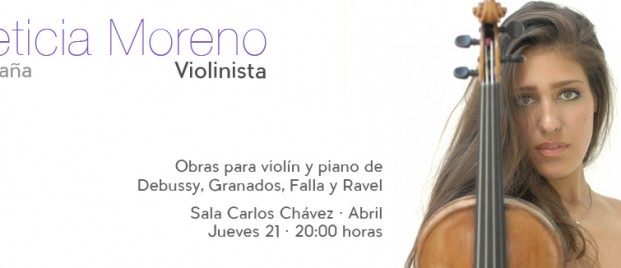 eticia Moreno
aña
Violinista
Obras para violín y piano de
Debussy, Granados, Falla y Ravel
Sala Carlos Chávez · Abril
Jueves 21 · 20:00 horas